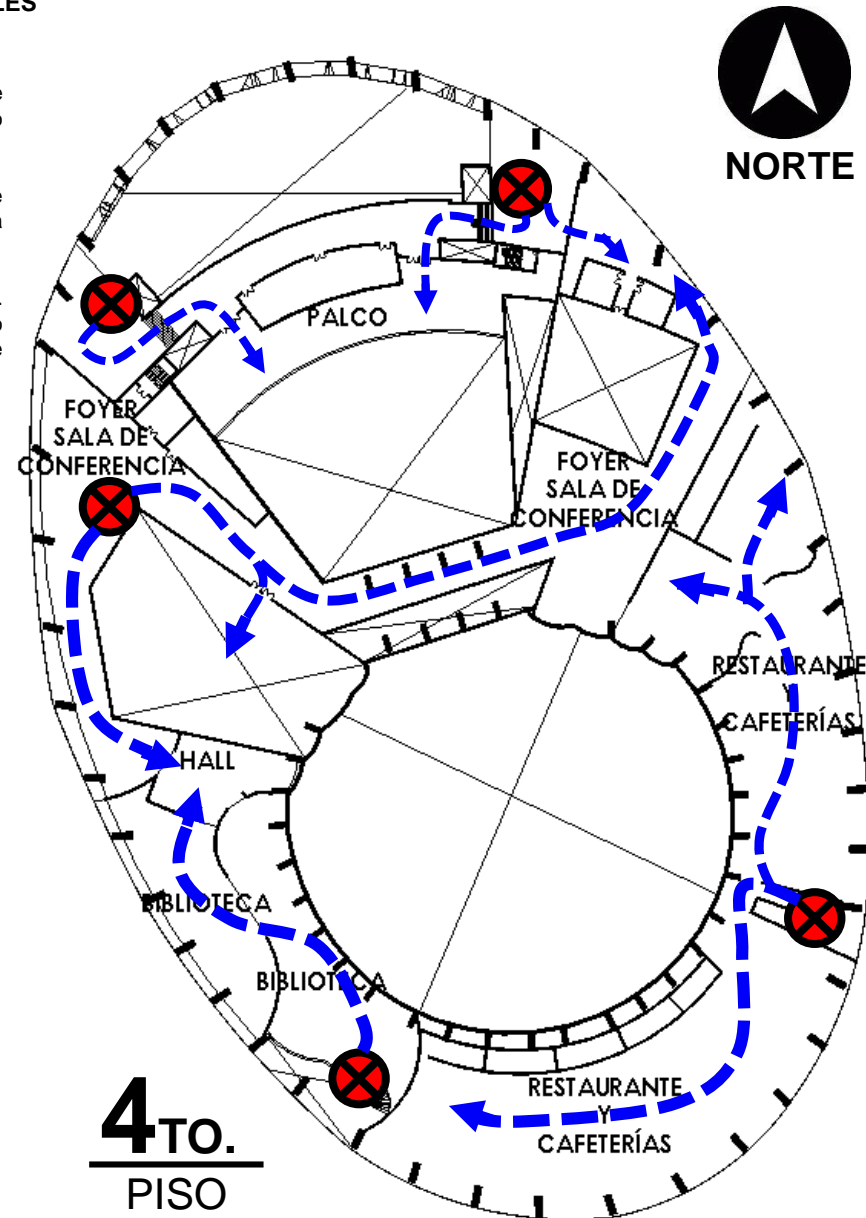 LES
e
o
e
a
o
e
NORTE
PALCO
FOYER
SALA DE
CONFERENCIA
FOYER
SALA DE
CONFERENCIA
RESTAURANTE
Y
CAFETERÍAS
HALL
BIBLIOTECA
BIBLIOTECA
RESTAURANTE
Y
CAFETERÍAS
4TO.
PISO